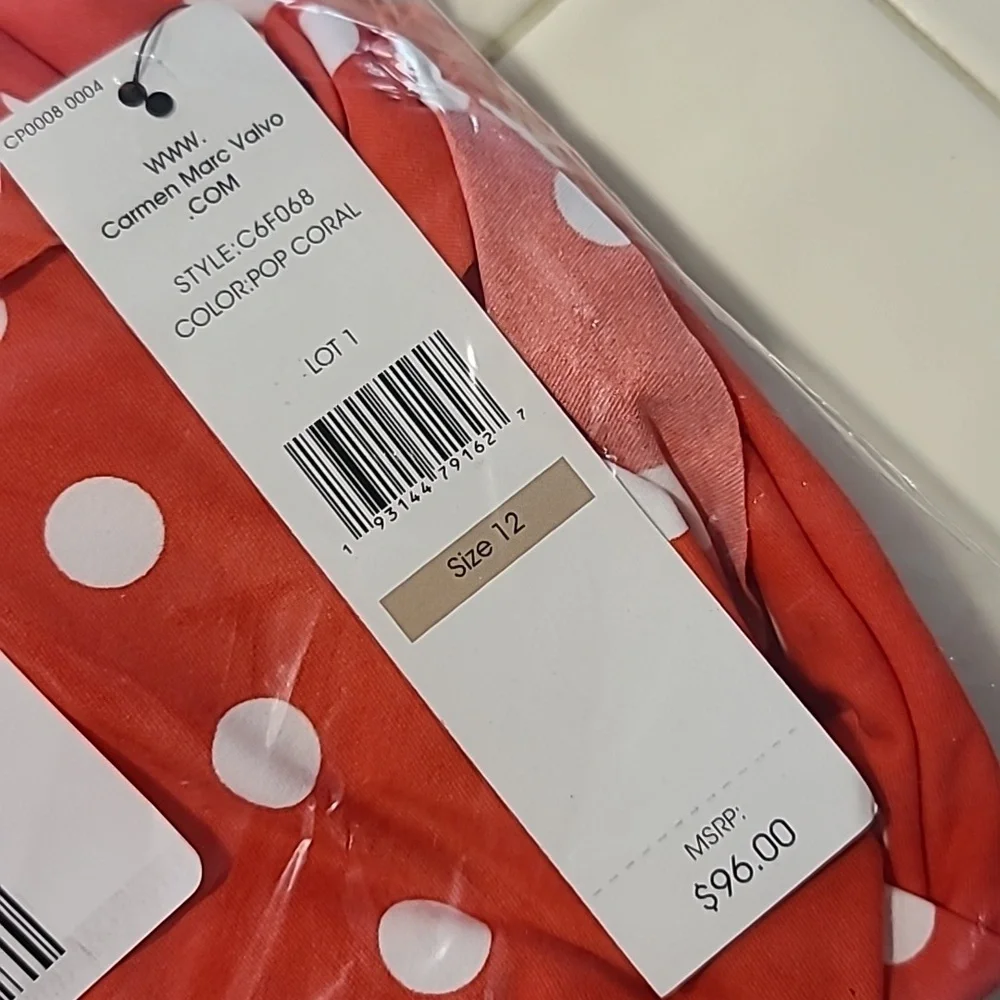 CP0008 0004
WWW.
Carmen Marc Valvo
.COM
STYLE:C6F068
COLOR:POP CORAL
LOT 1
1 93144 79162 7
Size 12
MSRP:
$96.00